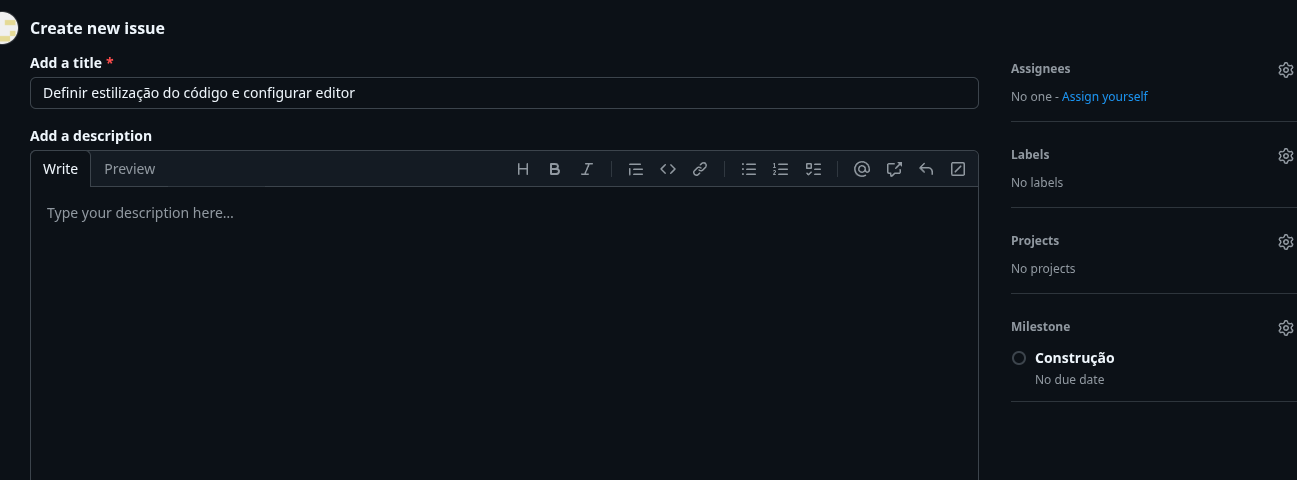 Create new issue
Add a title *
Definir estilização do código e configurar editor
Add a description
Write
Preview
Type your description here...
Assignees
No one - Assign yourself
Labels
No labels
Projects
No projects
Milestone
Construção
No due date